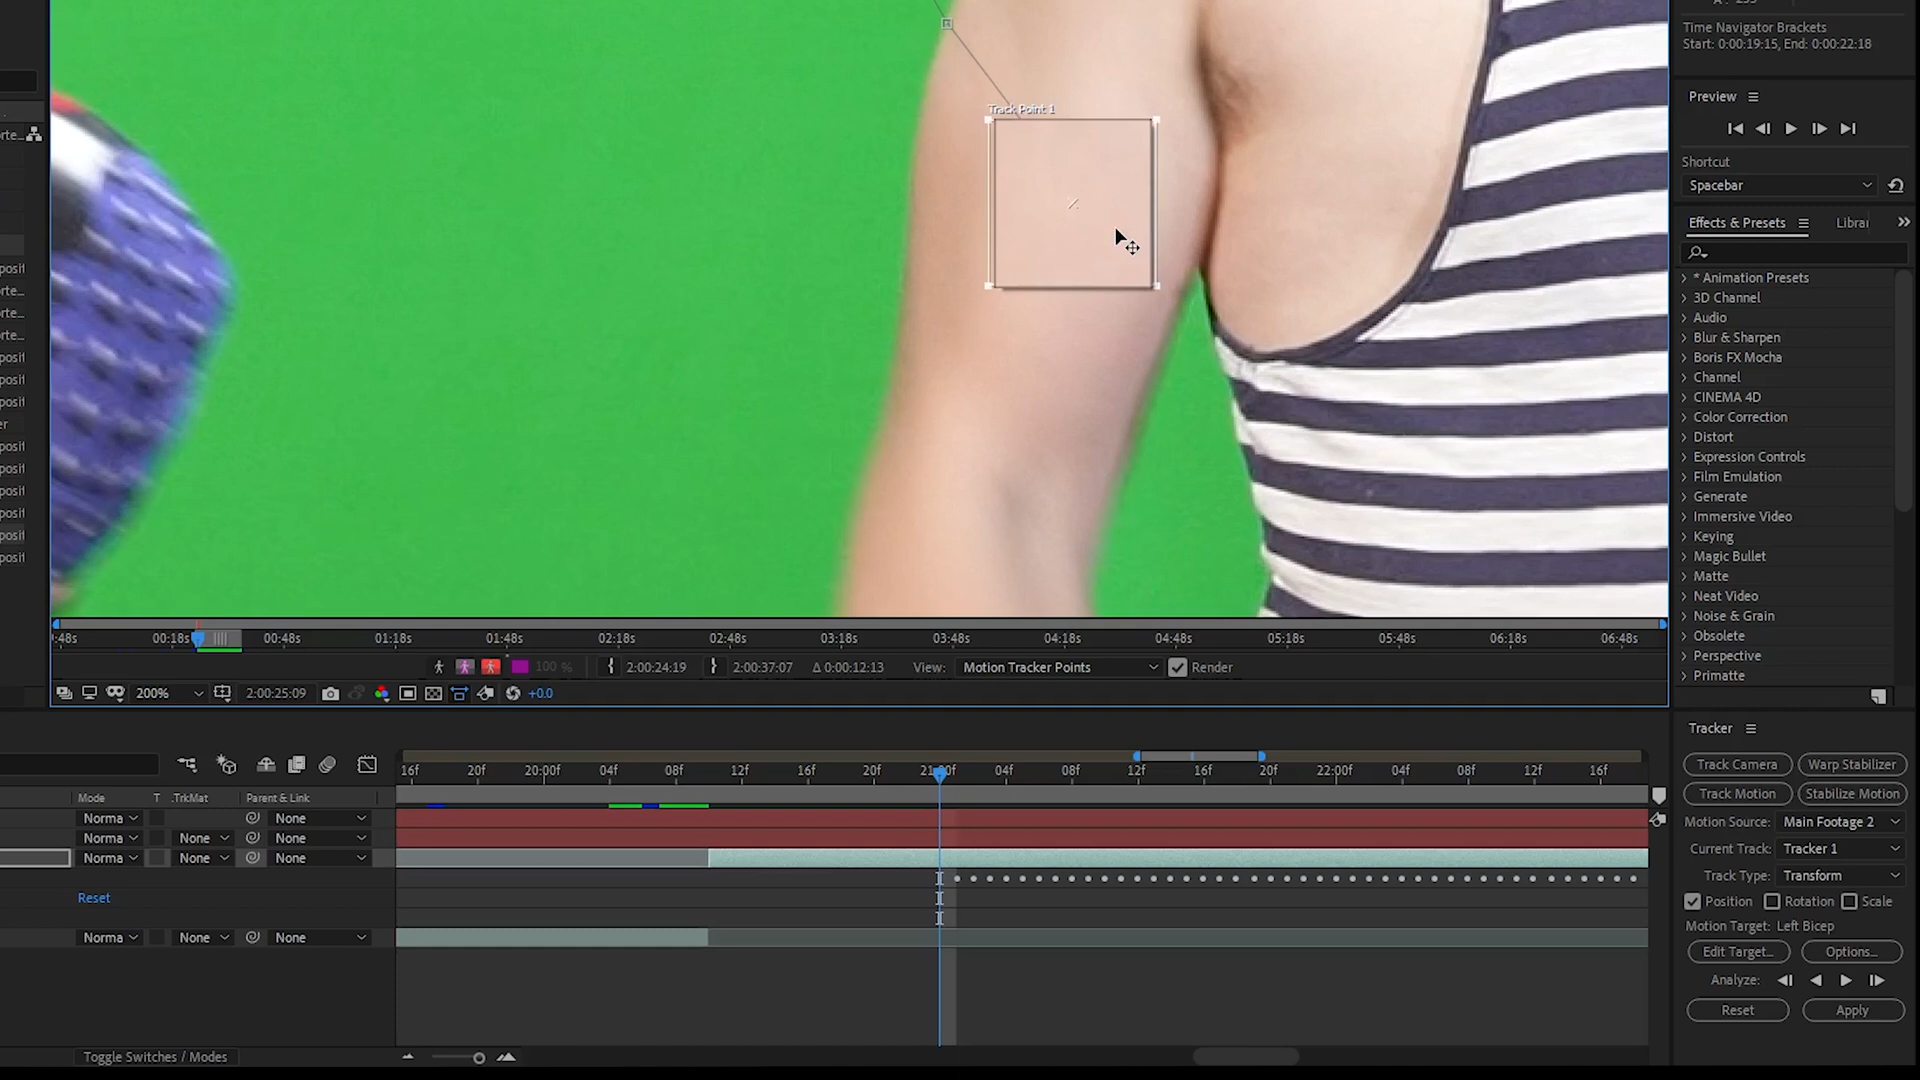 Time Navigator Brackets
Start: 0:00:19:15, End: 0:00:22:18
Preview
Shortcut
Spacebar
Effects & Presets
Librar
* Animation Presets
3D Channel
Audio
Blur & Sharpen
Boris FX Mocha
Channel
CINEMA 4D
Color Correction
Distort
Expression Controls
Film Emulation
Generate
Immersive Video
Keying
Magic Bullet
Matte
Neat Video
Noise & Grain
Obsolete
Perspective
Primatte
Track Point 1
:48s 00:18s 00:48s 01:18s 01:48s 02:18s 02:48s 03:18s 03:48s 04:18s 04:48s 05:18s 05:48s 06:18s 06:48s
100 % 2:00:24:19 2:00:37:07 Δ 0:00:12:13 View: Motion Tracker Points Render
200% 2:00:25:09 +0.0
16f 20f 20:00f 04f 08f 12f 16f 20f 21:00f 04f 08f 12f 16f 20f 22:00f 04f 08f 12f 16f
Mode T .TrkMat Parent & Link
Norma None
Norma None None
Norma None None
Reset
Norma None None
Toggle Switches / Modes
Tracker
Track Camera Warp Stabilizer
Track Motion Stabilize Motion
Motion Source: Main Footage 2
Current Track: Tracker 1
Track Type: Transform
Position Rotation Scale
Motion Target: Left Bicep
Edit Target... Options...
Analyze:
Reset Apply